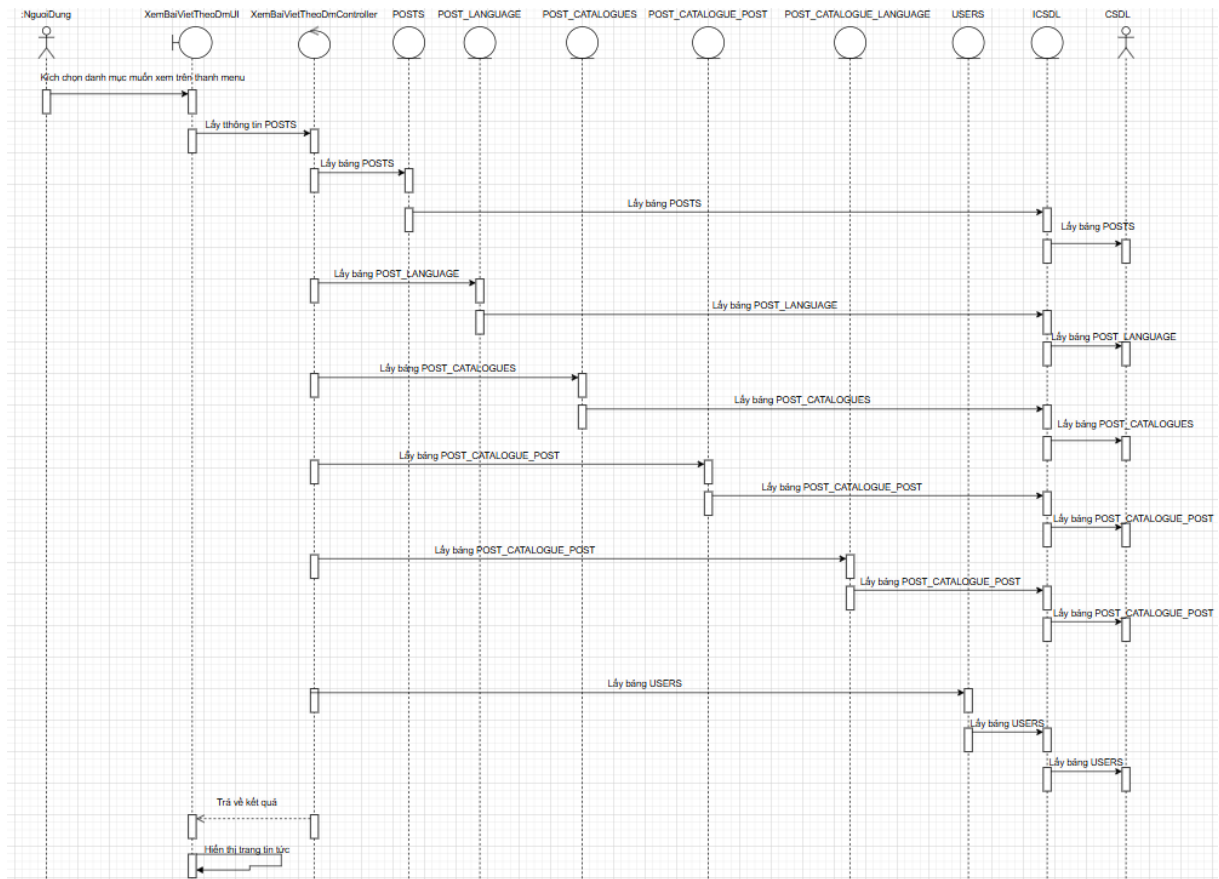 :NguoiDung
XemBaiVietTheoDmUI
XemBaiVietTheoDmController
POSTS
POST_LANGUAGE
POST_CATALOGUES
POST_CATALOGUE_POST
POST_CATALOGUE_LANGUAGE
USERS
ICSDL
CSDL
Kích chọn danh mục muốn xem trên thanh menu
Lấy tthông tin POSTS
Lấy bảng POSTS
Lấy bảng POSTS
Lấy bảng POSTS
Lấy bảng POST_LANGUAGE
Lấy bảng POST_LANGUAGE
Lấy bảng POST_LANGUAGE
Lấy bảng POST_CATALOGUES
Lấy bảng POST_CATALOGUES
Lấy bảng POST_CATALOGUES
Lấy bảng POST_CATALOGUE_POST
Lấy bảng POST_CATALOGUE_POST
Lấy bảng POST_CATALOGUE_POST
Lấy bảng POST_CATALOGUE_POST
Lấy bảng POST_CATALOGUE_POST
Lấy bảng POST_CATALOGUE_POST
Lấy bảng USERS
Lấy bảng USERS
Lấy bảng USERS
Trả về kết quả
Hiển thị trang tin tức